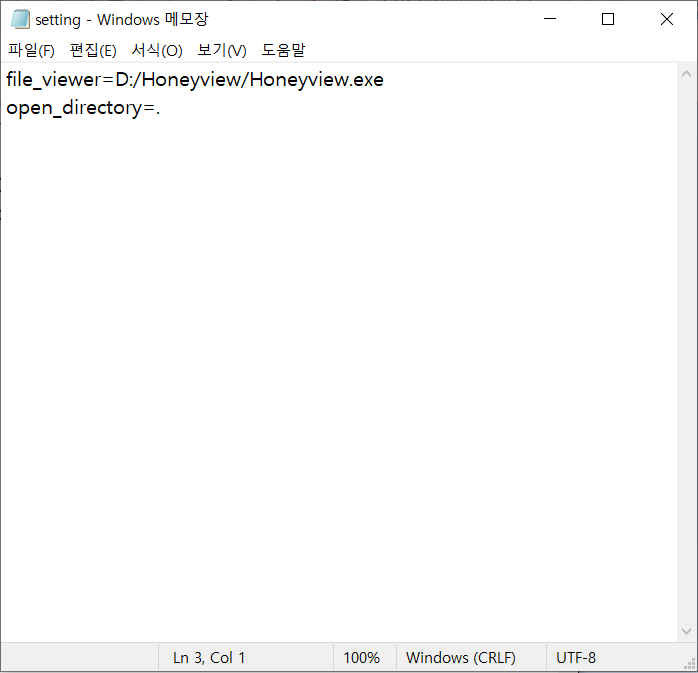 setting - Windows 메모장
파일(F) 편집(E) 서식(O) 보기(V) 도움말
file_viewer=D:/Honeyview/Honeyview.exe
open_directory=.
Ln 3, Col 1 100% Windows (CRLF) UTF-8